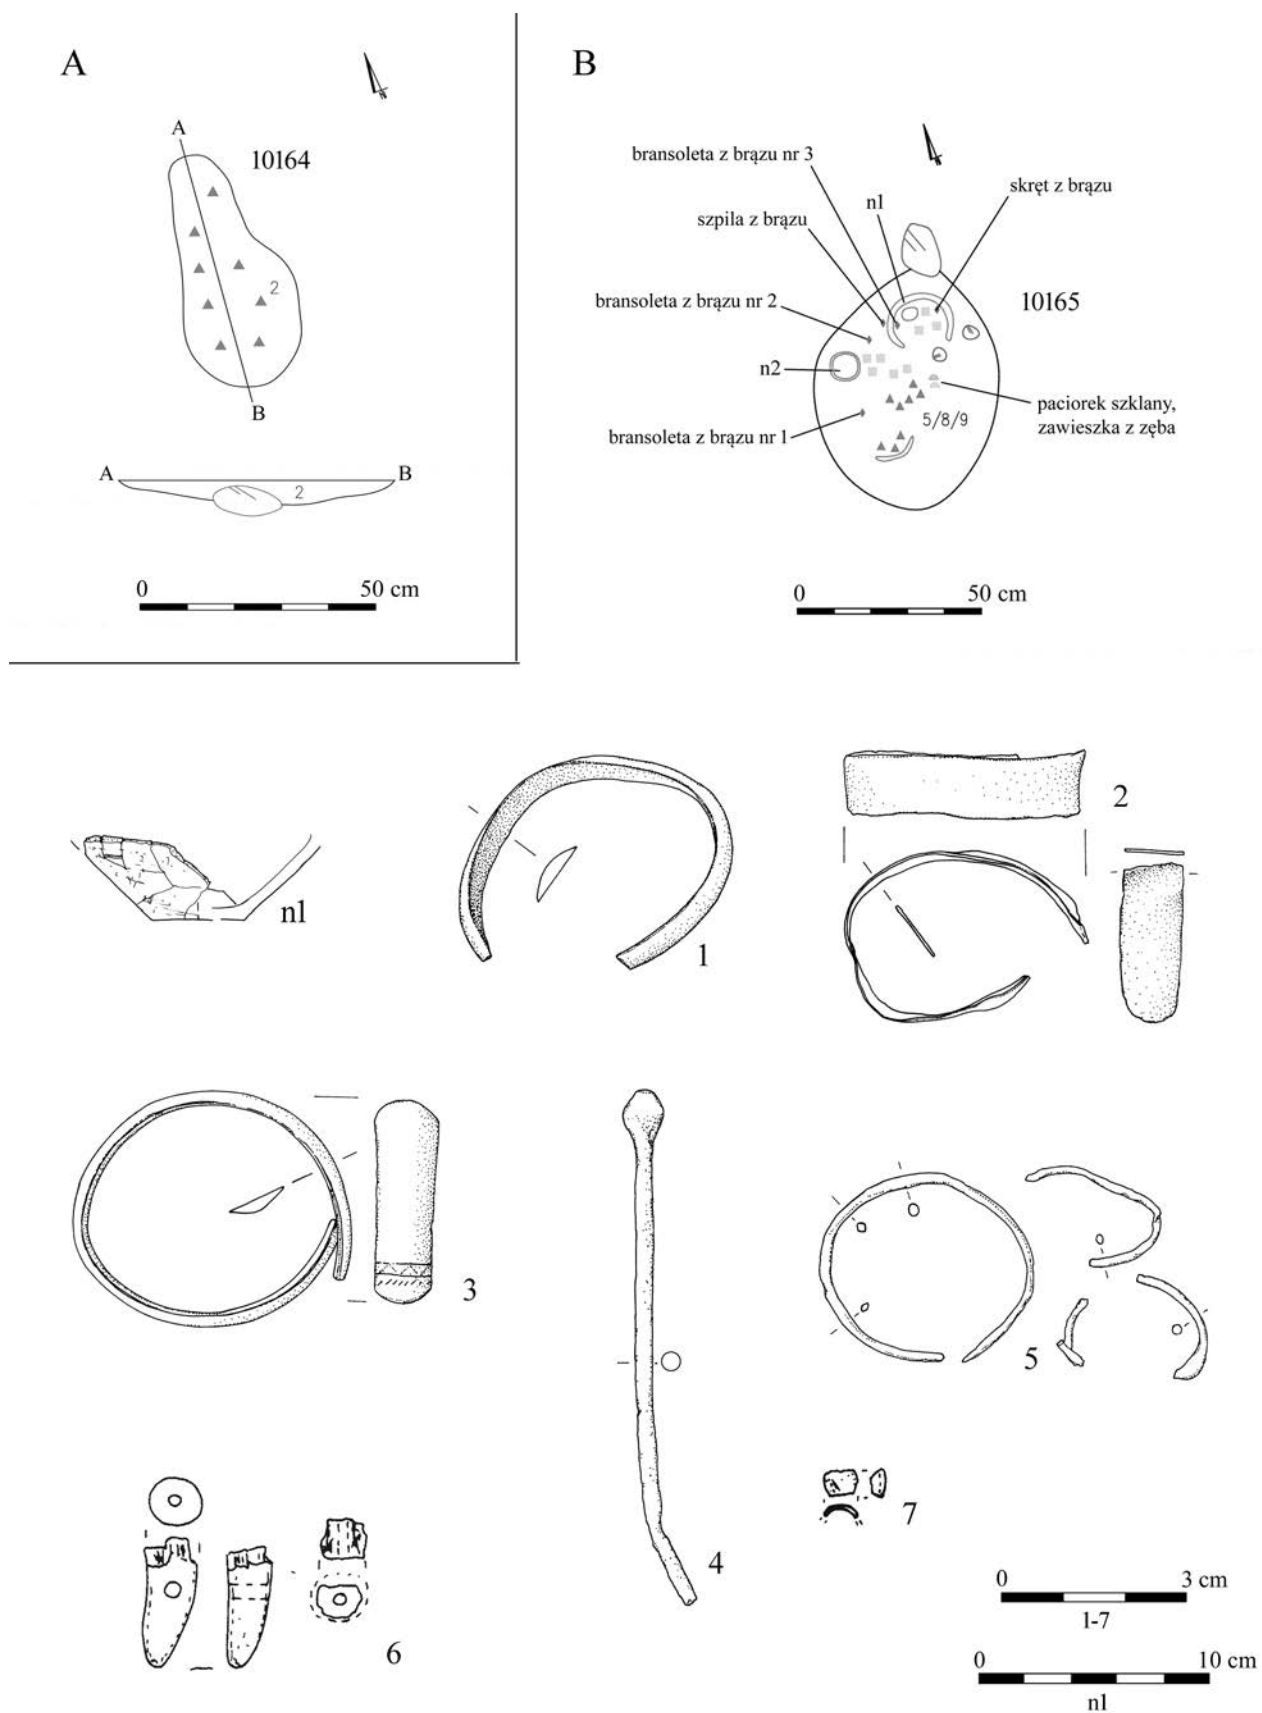 A
A
10164
2
B
A
B
2
0 50 cm
B
bransoleta z brązu nr 3
skręt z brązu
n1
szpila z brązu
bransoleta z brązu nr 2
10165
n2
paciorek szklany,
zawieszka z zęba
5/8/9
bransoleta z brązu nr 1
0 50 cm
n1
1
2
3
4
5
6
7
0 3 cm
1-7
0 10 cm
n1